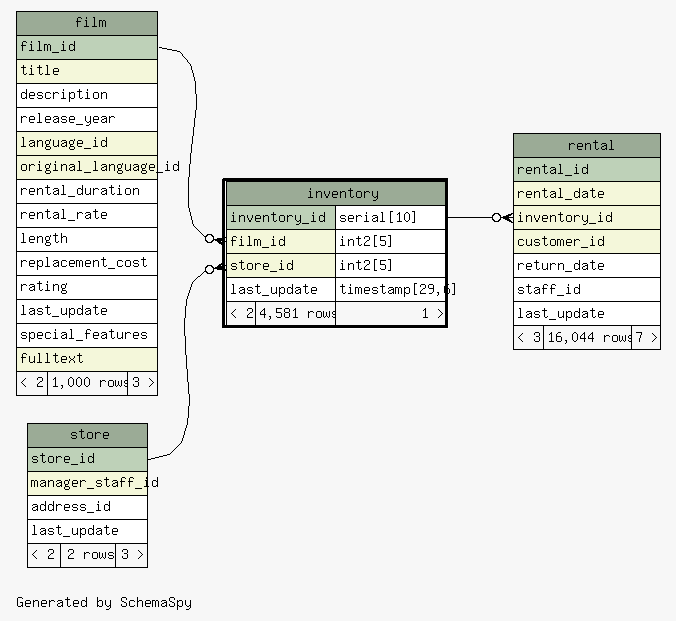 film
film_id
title
description
release_year
language_id
original_language_id
rental_duration
rental_rate
length
replacement_cost
rating
last_update
special_features
fulltext
< 2 1,000 rows 3 >
store
store_id
manager_staff_id
address_id
last_update
< 2 2 rows 3 >
inventory
inventory_id serial[10]
film_id int2[5]
store_id int2[5]
last_update timestamp[29,6]
< 2 4,581 rows 1 >
rental
rental_id
rental_date
inventory_id
customer_id
return_date
staff_id
last_update
< 3 16,044 rows 7 >
Generated by SchemaSpy